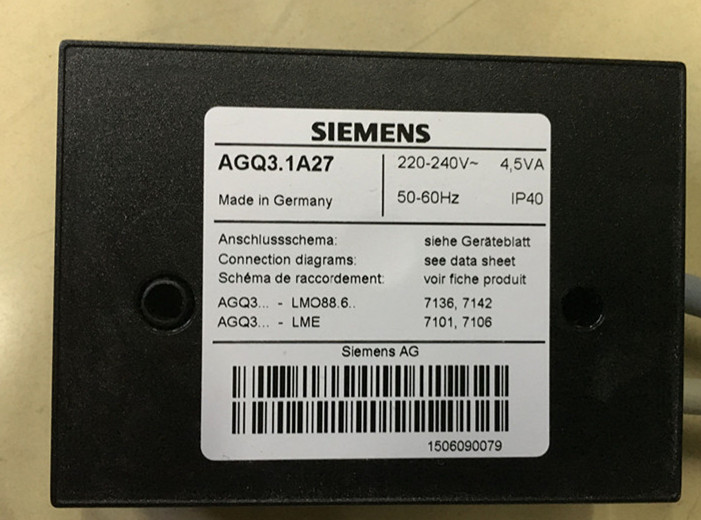 SIEMENS
AGQ3.1A27 220-240V~ 4,5VA
Made in Germany 50-60Hz IP40
Anschlussschema: siehe Geräteblatt
Connection diagrams: see data sheet
Schéma de raccordement: voir fiche produit
AGQ3... - LMO88.6.. 7136, 7142
AGQ3... - LME 7101, 7106
Siemens AG
1506090079